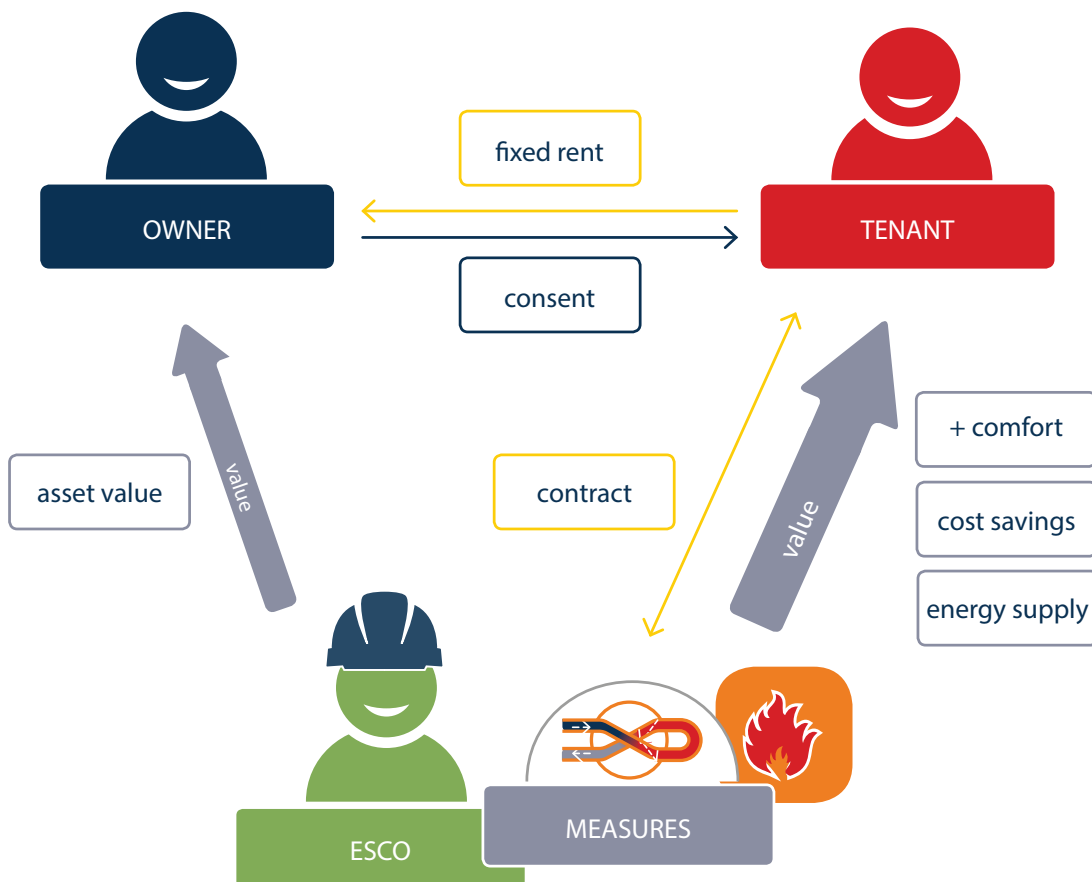 fixed rent
OWNER
TENANT
consent
+ comfort
asset value
value
contract
value
cost savings
energy supply
MEASURES
ESCO